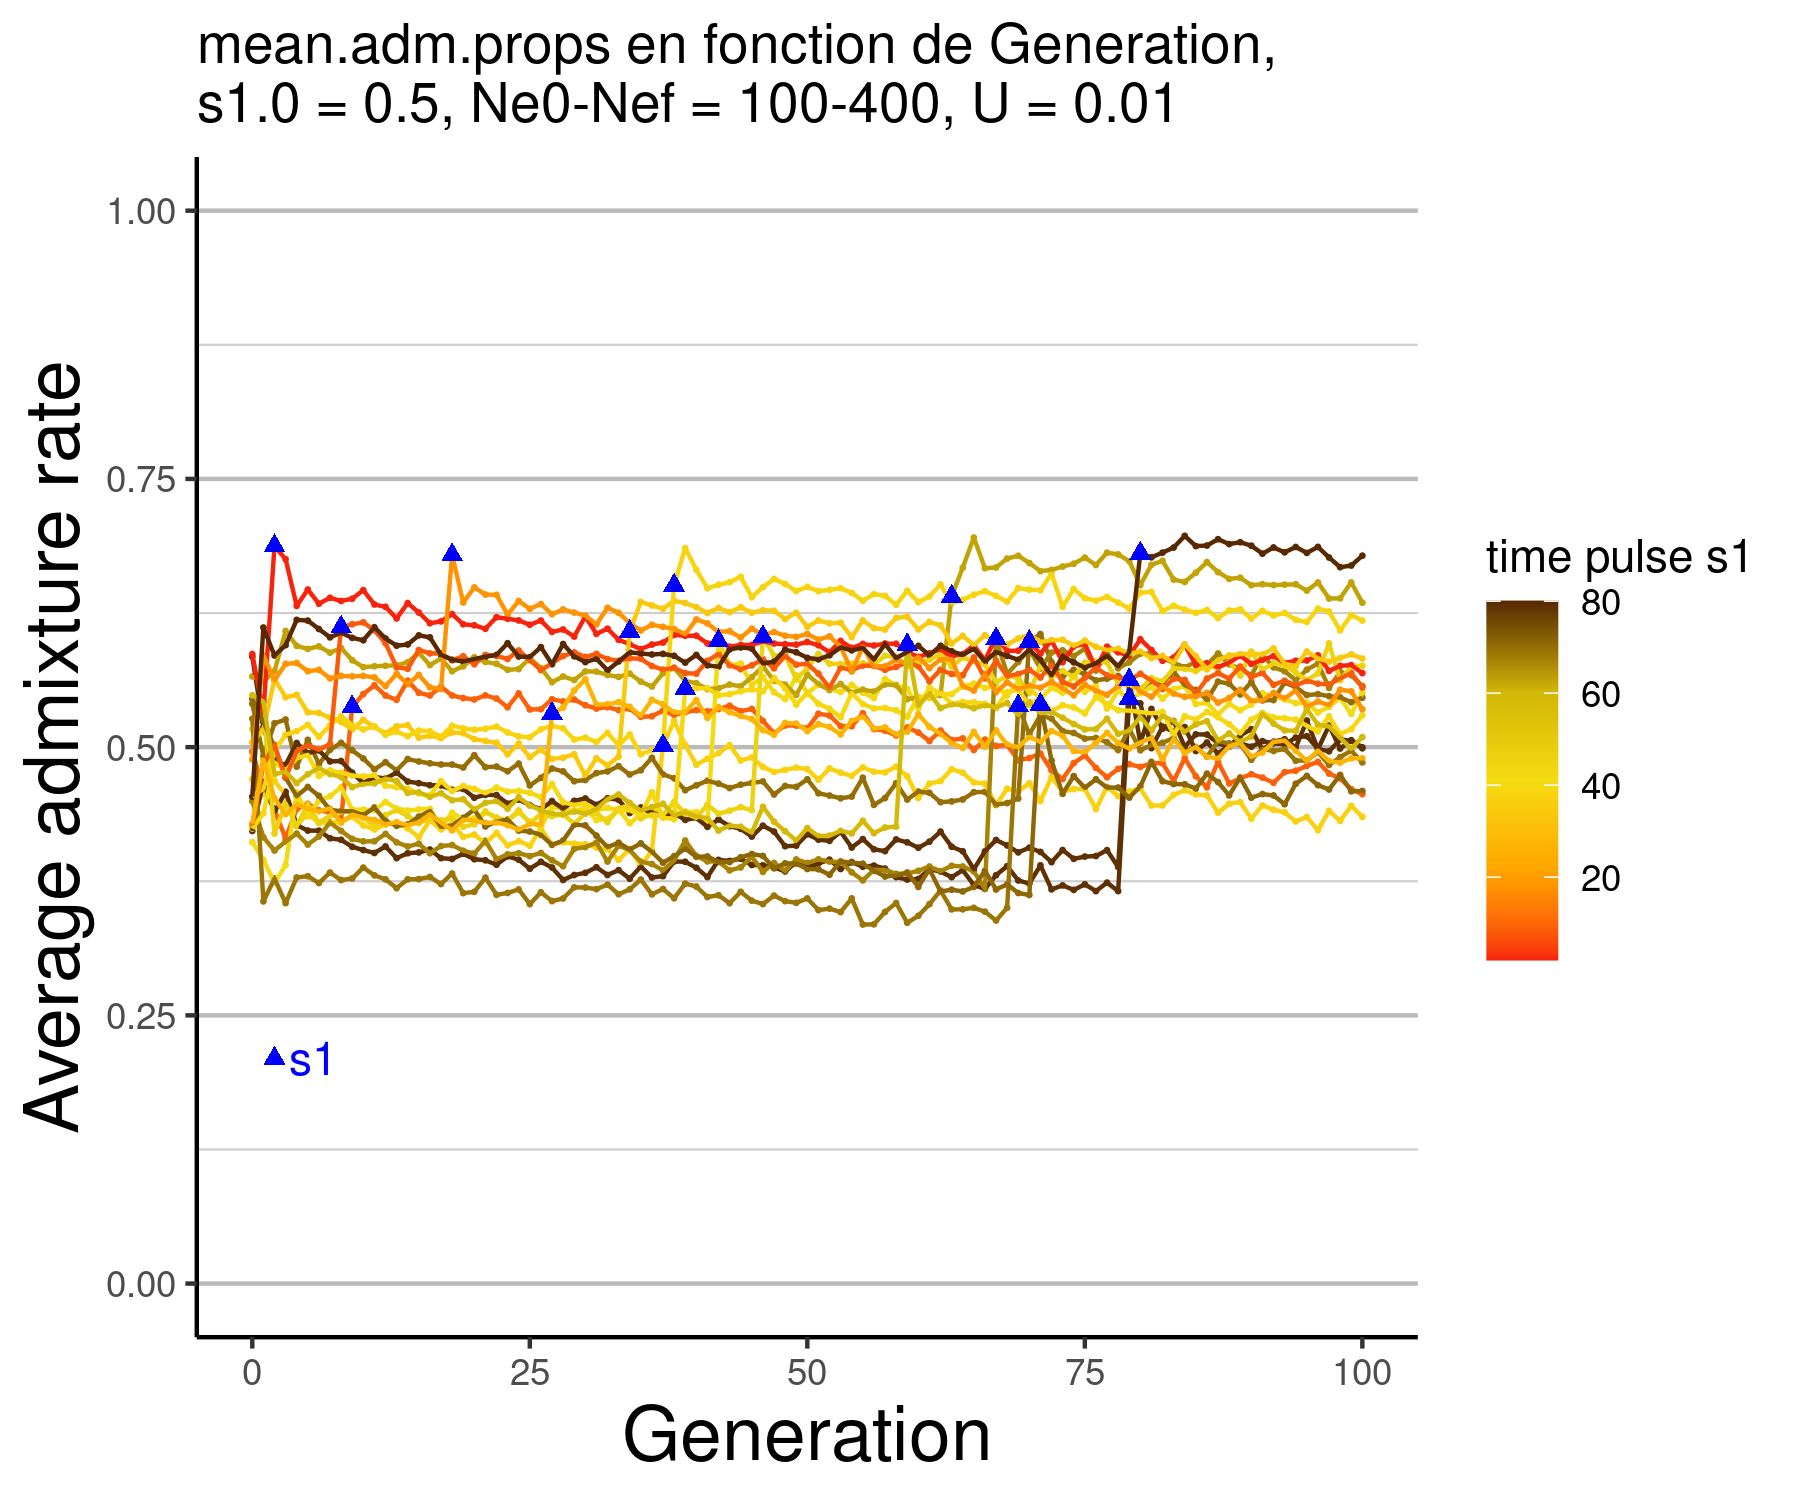 mean.adm.props en fonction de Generation,
s1.0 = 0.5, Ne0-Nef = 100-400, U = 0.01
Average admixture rate
1.00
0.75
0.50
0.25
0.00
s1
0
25
50
75
100
Generation
time pulse s1
80
60
40
20